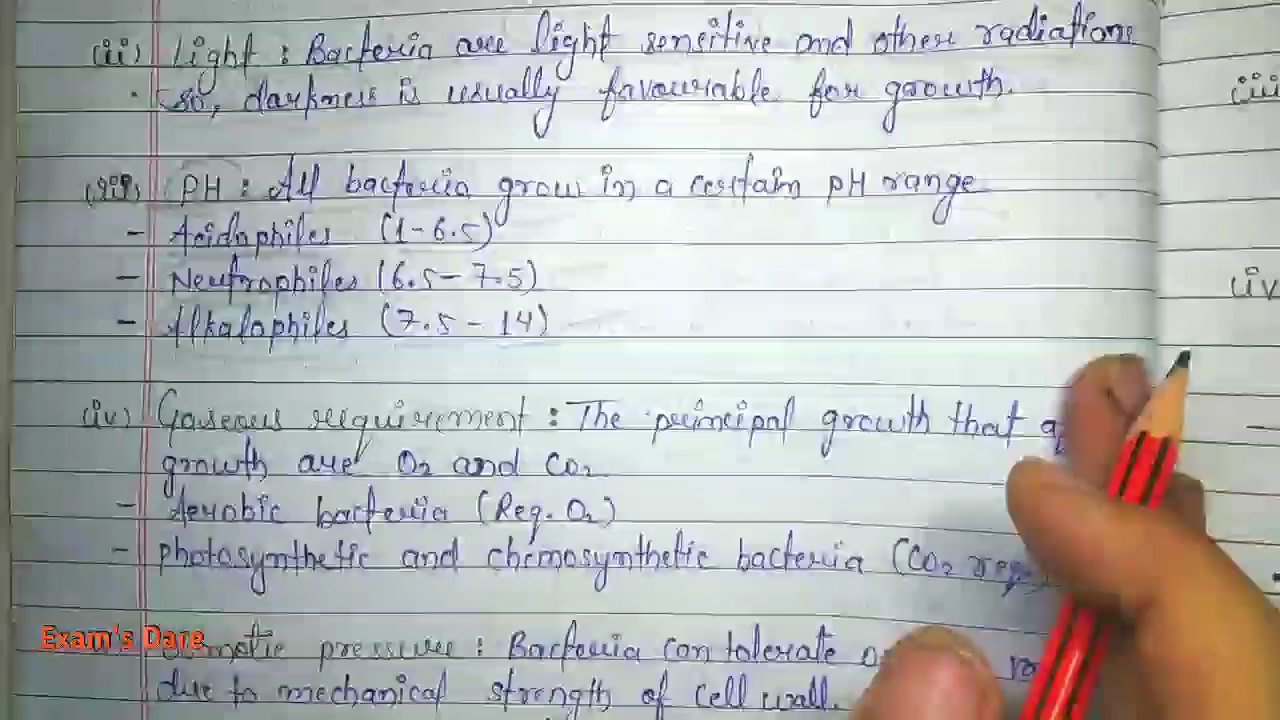 (ii) Light : Bacteria are light sensitive and other radiations
so, darkness is usually favourable for growth.
(iii) PH : All bacteria grow in a certain pH range
- Acidophiles (1-6.5)
- Neutrophiles (6.5-7.5)
- Alkalophiles (7.5-14)
(iv) Gaseous requirement : The principal growth that
growth are O₂ and CO₂
- Aerobic bacteria (Req. O₂)
- photosynthetic and chemosynthetic bacteria (CO₂ req.
pressure : Bacteria can tolerate
due to mechanical strength of cell wall.
Exam's Dare
iii
iv